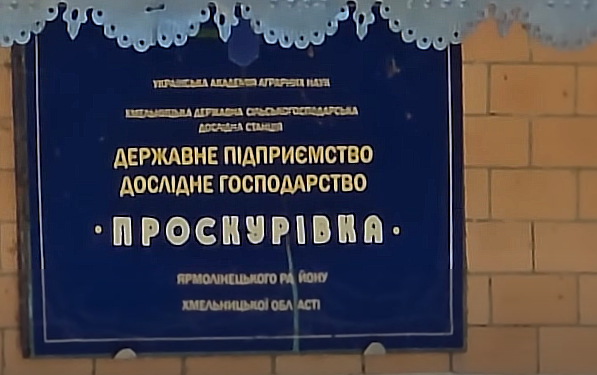 УКРАЇНСЬКА АКАДЕМІЯ АГРАРНИХ НАУК
ХМЕЛЬНИЦЬКА ДЕРЖАВНА СІЛЬСЬКОГОСПОДАРСЬКА
ДОСЛІДНА СТАНЦІЯ
ДЕРЖАВНЕ ПІДПРИЄМСТВО
ДОСЛІДНЕ ГОСПОДАРСТВО
• ПРОСКУРІВКА •
ЯРМОЛИНЕЦЬКОГО РАЙОНУ
ХМЕЛЬНИЦЬКОЇ ОБЛАСТІ